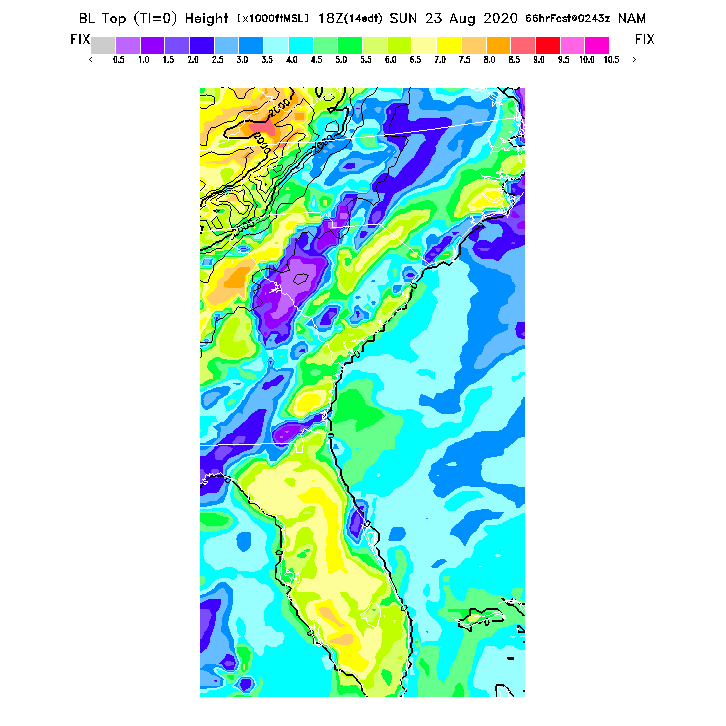 BL Top (TI=0) Height [x1000ftMSL] 18Z(14edt) SUN 23 Aug 2020 66hrFcst@0243z NAM
FIX FIX
0.5 1.0 1.5 2.0 2.5 3.0 3.5 4.0 4.5 5.0 5.5 6.0 6.5 7.0 7.5 8.0 8.5 9.0 9.5 10.0 10.5
< >
2000
2000